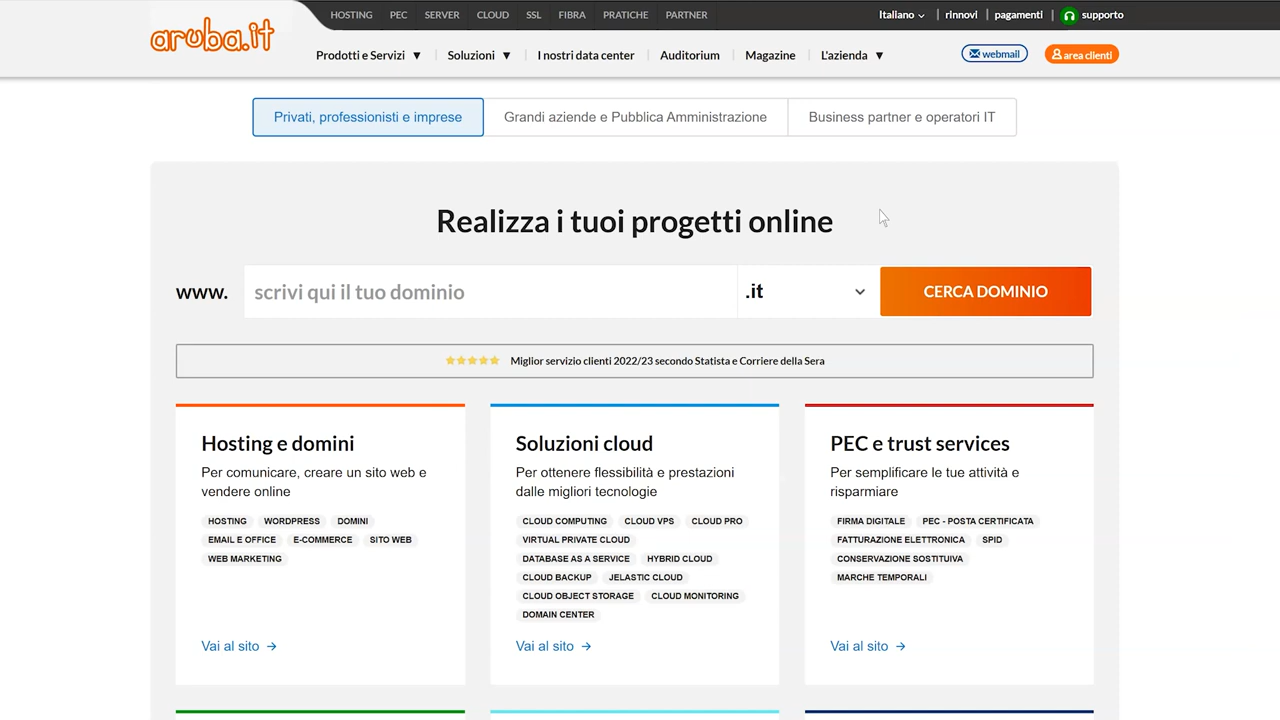 HOSTING PEC SERVER CLOUD SSL FIBRA PRATICHE PARTNER Italiano rinnovi pagamenti supporto
aruba.it
Prodotti e Servizi Soluzioni I nostri data center Auditorium Magazine L'azienda webmail area clienti
Privati, professionisti e imprese Grandi aziende e Pubblica Amministrazione Business partner e operatori IT
Realizza i tuoi progetti online
www. scrivi qui il tuo dominio .it CERCA DOMINIO
Miglior servizio clienti 2022/23 secondo Statista e Corriere della Sera
Hosting e domini
Per comunicare, creare un sito web e
vendere online
HOSTING WORDPRESS DOMINI
EMAIL E OFFICE E-COMMERCE SITO WEB
WEB MARKETING
Vai al sito
Soluzioni cloud
Per ottenere flessibilità e prestazioni
dalle migliori tecnologie
CLOUD COMPUTING CLOUD VPS CLOUD PRO
VIRTUAL PRIVATE CLOUD
DATABASE AS A SERVICE HYBRID CLOUD
CLOUD BACKUP JELASTIC CLOUD
CLOUD OBJECT STORAGE CLOUD MONITORING
DOMAIN CENTER
Vai al sito
PEC e trust services
Per semplificare le tue attività e
risparmiare
FIRMA DIGITALE PEC - POSTA CERTIFICATA
FATTURAZIONE ELETTRONICA SPID
CONSERVAZIONE SOSTITUIVA
MARCHE TEMPORALI
Vai al sito